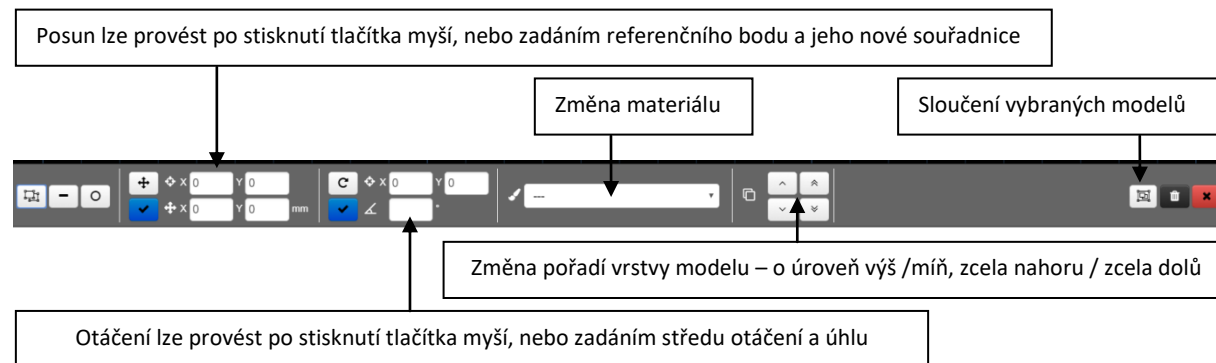 Posun lze provést po stisknutí tlačítka myší, nebo zadáním referenčního bodu a jeho nové souřadnice
Změna materiálu
Sloučení vybraných modelů
X 0 Y 0 X 0 Y 0 ---
X 0 Y 0 mm °
Změna pořadí vrstvy modelu – o úroveň výš /míň, zcela nahoru / zcela dolů
Otáčení lze provést po stisknutí tlačítka myší, nebo zadáním středu otáčení a úhlu